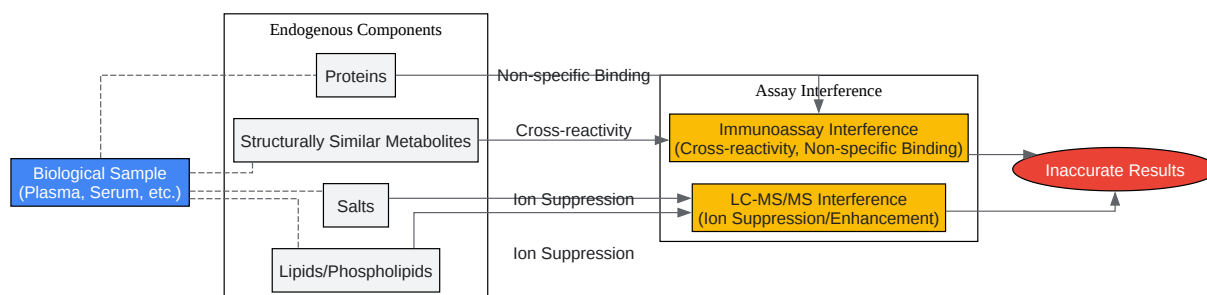 Endogenous Components
Proteins
Non-specific Binding
Assay Interference
Structurally Similar Metabolites
Cross-reactivity
Immunoassay Interference
(Cross-reactivity, Non-specific Binding)
Biological Sample
(Plasma, Serum, etc.)
Inaccurate Results
Salts
Ion Suppression
LC-MS/MS Interference
(Ion Suppression/Enhancement)
Lipids/Phospholipids
Ion Suppression